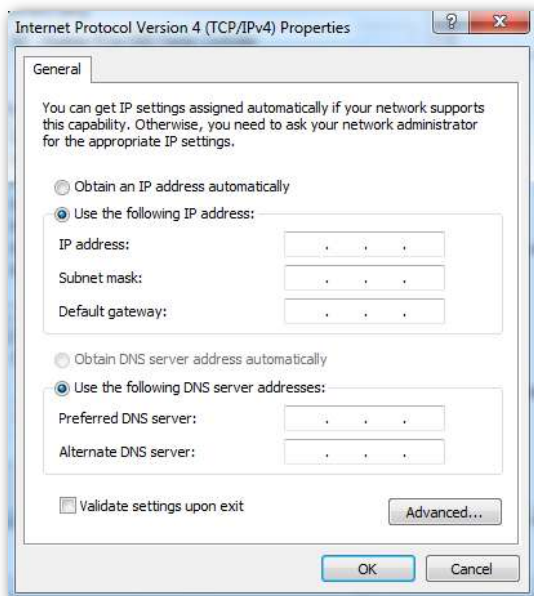 Internet Protocol Version 4 (TCP/IPv4) Properties
General
You can get IP settings assigned automatically if your network supports
this capability. Otherwise, you need to ask your network administrator
for the appropriate IP settings.
Obtain an IP address automatically
Use the following IP address:
IP address:
. . .
Subnet mask:
. . .
Default gateway:
. . .
Obtain DNS server address automatically
Use the following DNS server addresses:
Preferred DNS server:
. . .
Alternate DNS server:
. . .
Validate settings upon exit
Advanced...
OK
Cancel